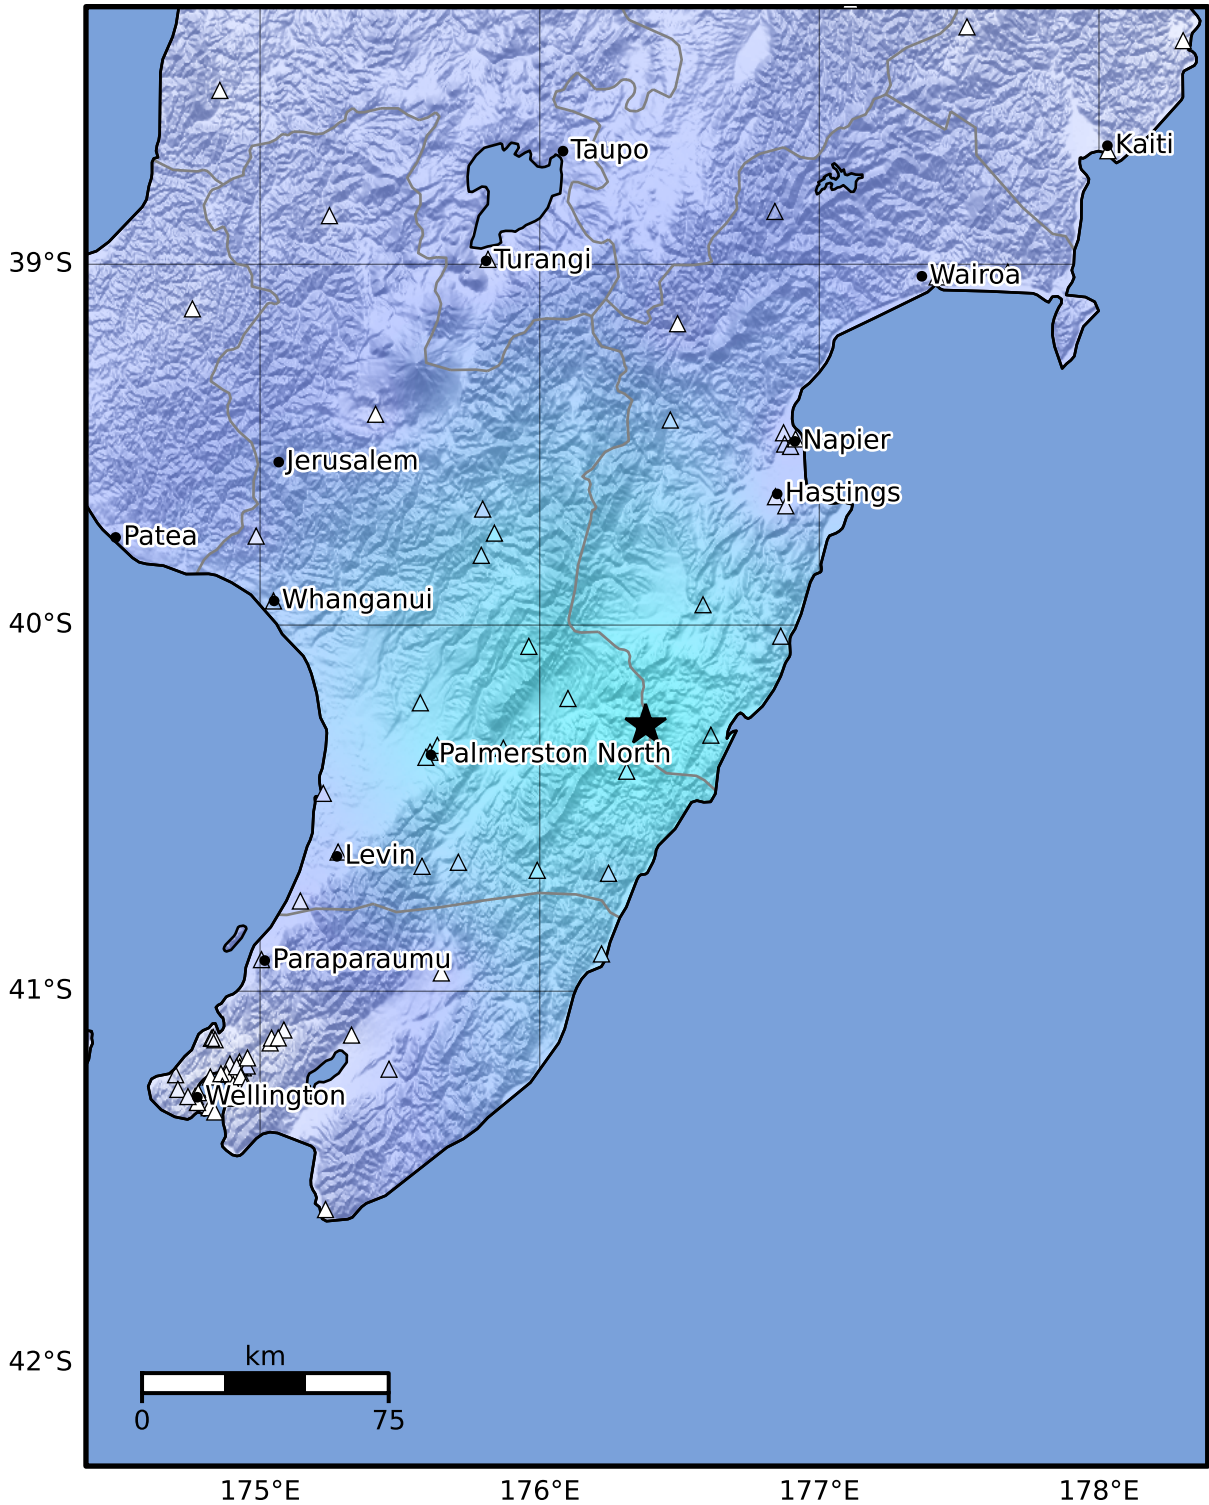 Kaiti
Taupo
Turangi
39°S
Wairoa
Napier
Jerusalem
Hastings
Patea
Whanganui
40°S
Palmerston North
Levin
Paraparaumu
41°S
Wellington
km
42°S
0 75
175°E 176°E 177°E 178°E